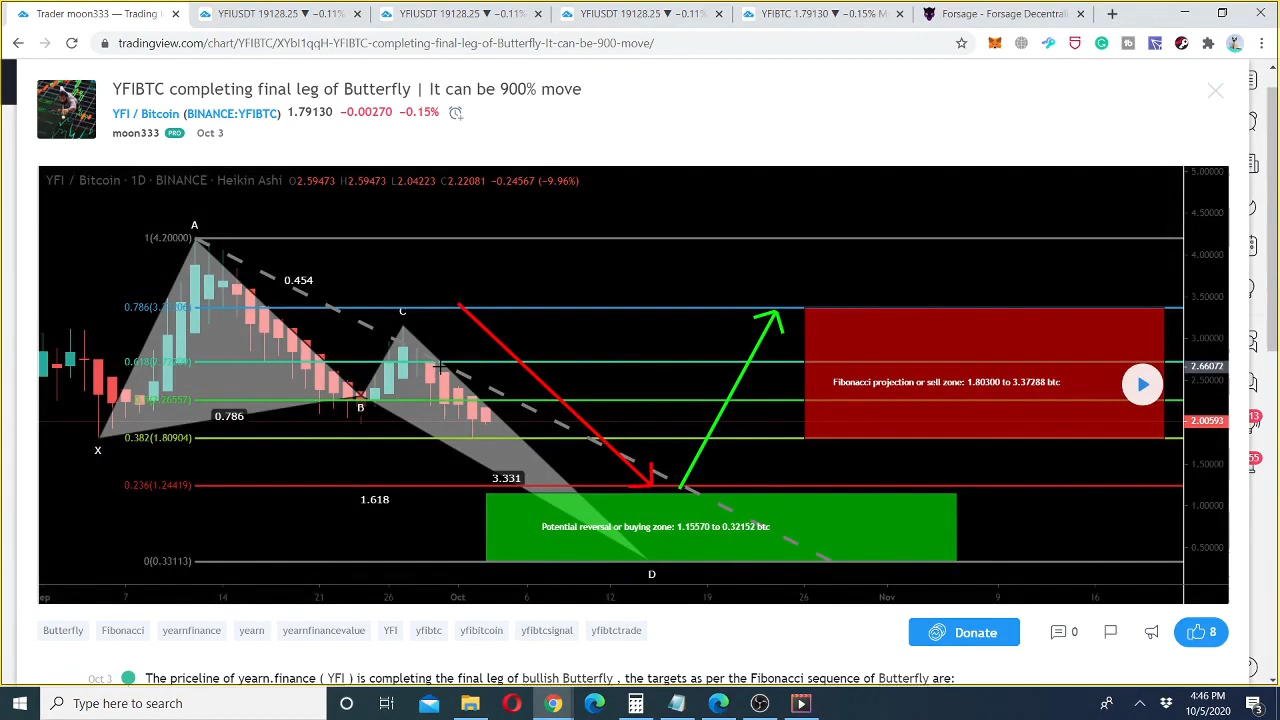 Trader moon333 — Tra
YFIUSDT 19128.25 ▼ −0.11%
YFIUSDT 19128.25 ▼ −0.11%
YFIUSDT 19128.25 ▼ −0.11%
YFIBTC 1.79130 ▼ −0.15% M
Forsage - Forsage Decentrali
tradingview.com/chart/YFIBTC/XYbI1qqH-YFIBTC-completing-final-leg-of-Butterfly-It-can-be-900-move/
YFIBTC completing final leg of Butterfly | It can be 900% move
YFI / Bitcoin (BINANCE:YFIBTC) 1.79130 −0.00270 −0.15%
moon333 PRO Oct 3
YFI / Bitcoin · 1D · BINANCE · Heikin Ashi O2.59473 H2.59473 L2.04223 C2.22081 −0.24567 (−9.96%)
5.00000
4.50000
A
1(4.20000)
4.00000
0.454
3.50000
0.786(3.
C
3.00000
0.618(
2.66072
Fibonacci projection or sell zone: 1.80300 to 3.37288 btc
2.50000
26557)
B
0.786
2.00593
0.382(1.80904)
X
1.50000
3.331
0.236(1.24419)
1.618
1.00000
Potential reversal or buying zone: 1.15570 to 0.32152 btc
0.50000
0(0.33113)
D
ep 7 14 21 26 Oct 6 12 19 26 Nov 9 16
Butterfly Fibonacci yearnfinance yearn yearnfinancevalue YFI yfibtc yfibitcoin yfibtcsignal yfibtctrade
Donate
0
8
13
55
Oct 3 The priceline of yearn.finance ( YFI ) is completing the final leg of bullish Butterfly , the targets as per the Fibonacci sequence of Butterfly are:
Type here to search
4:46 PM
10/5/2020
3